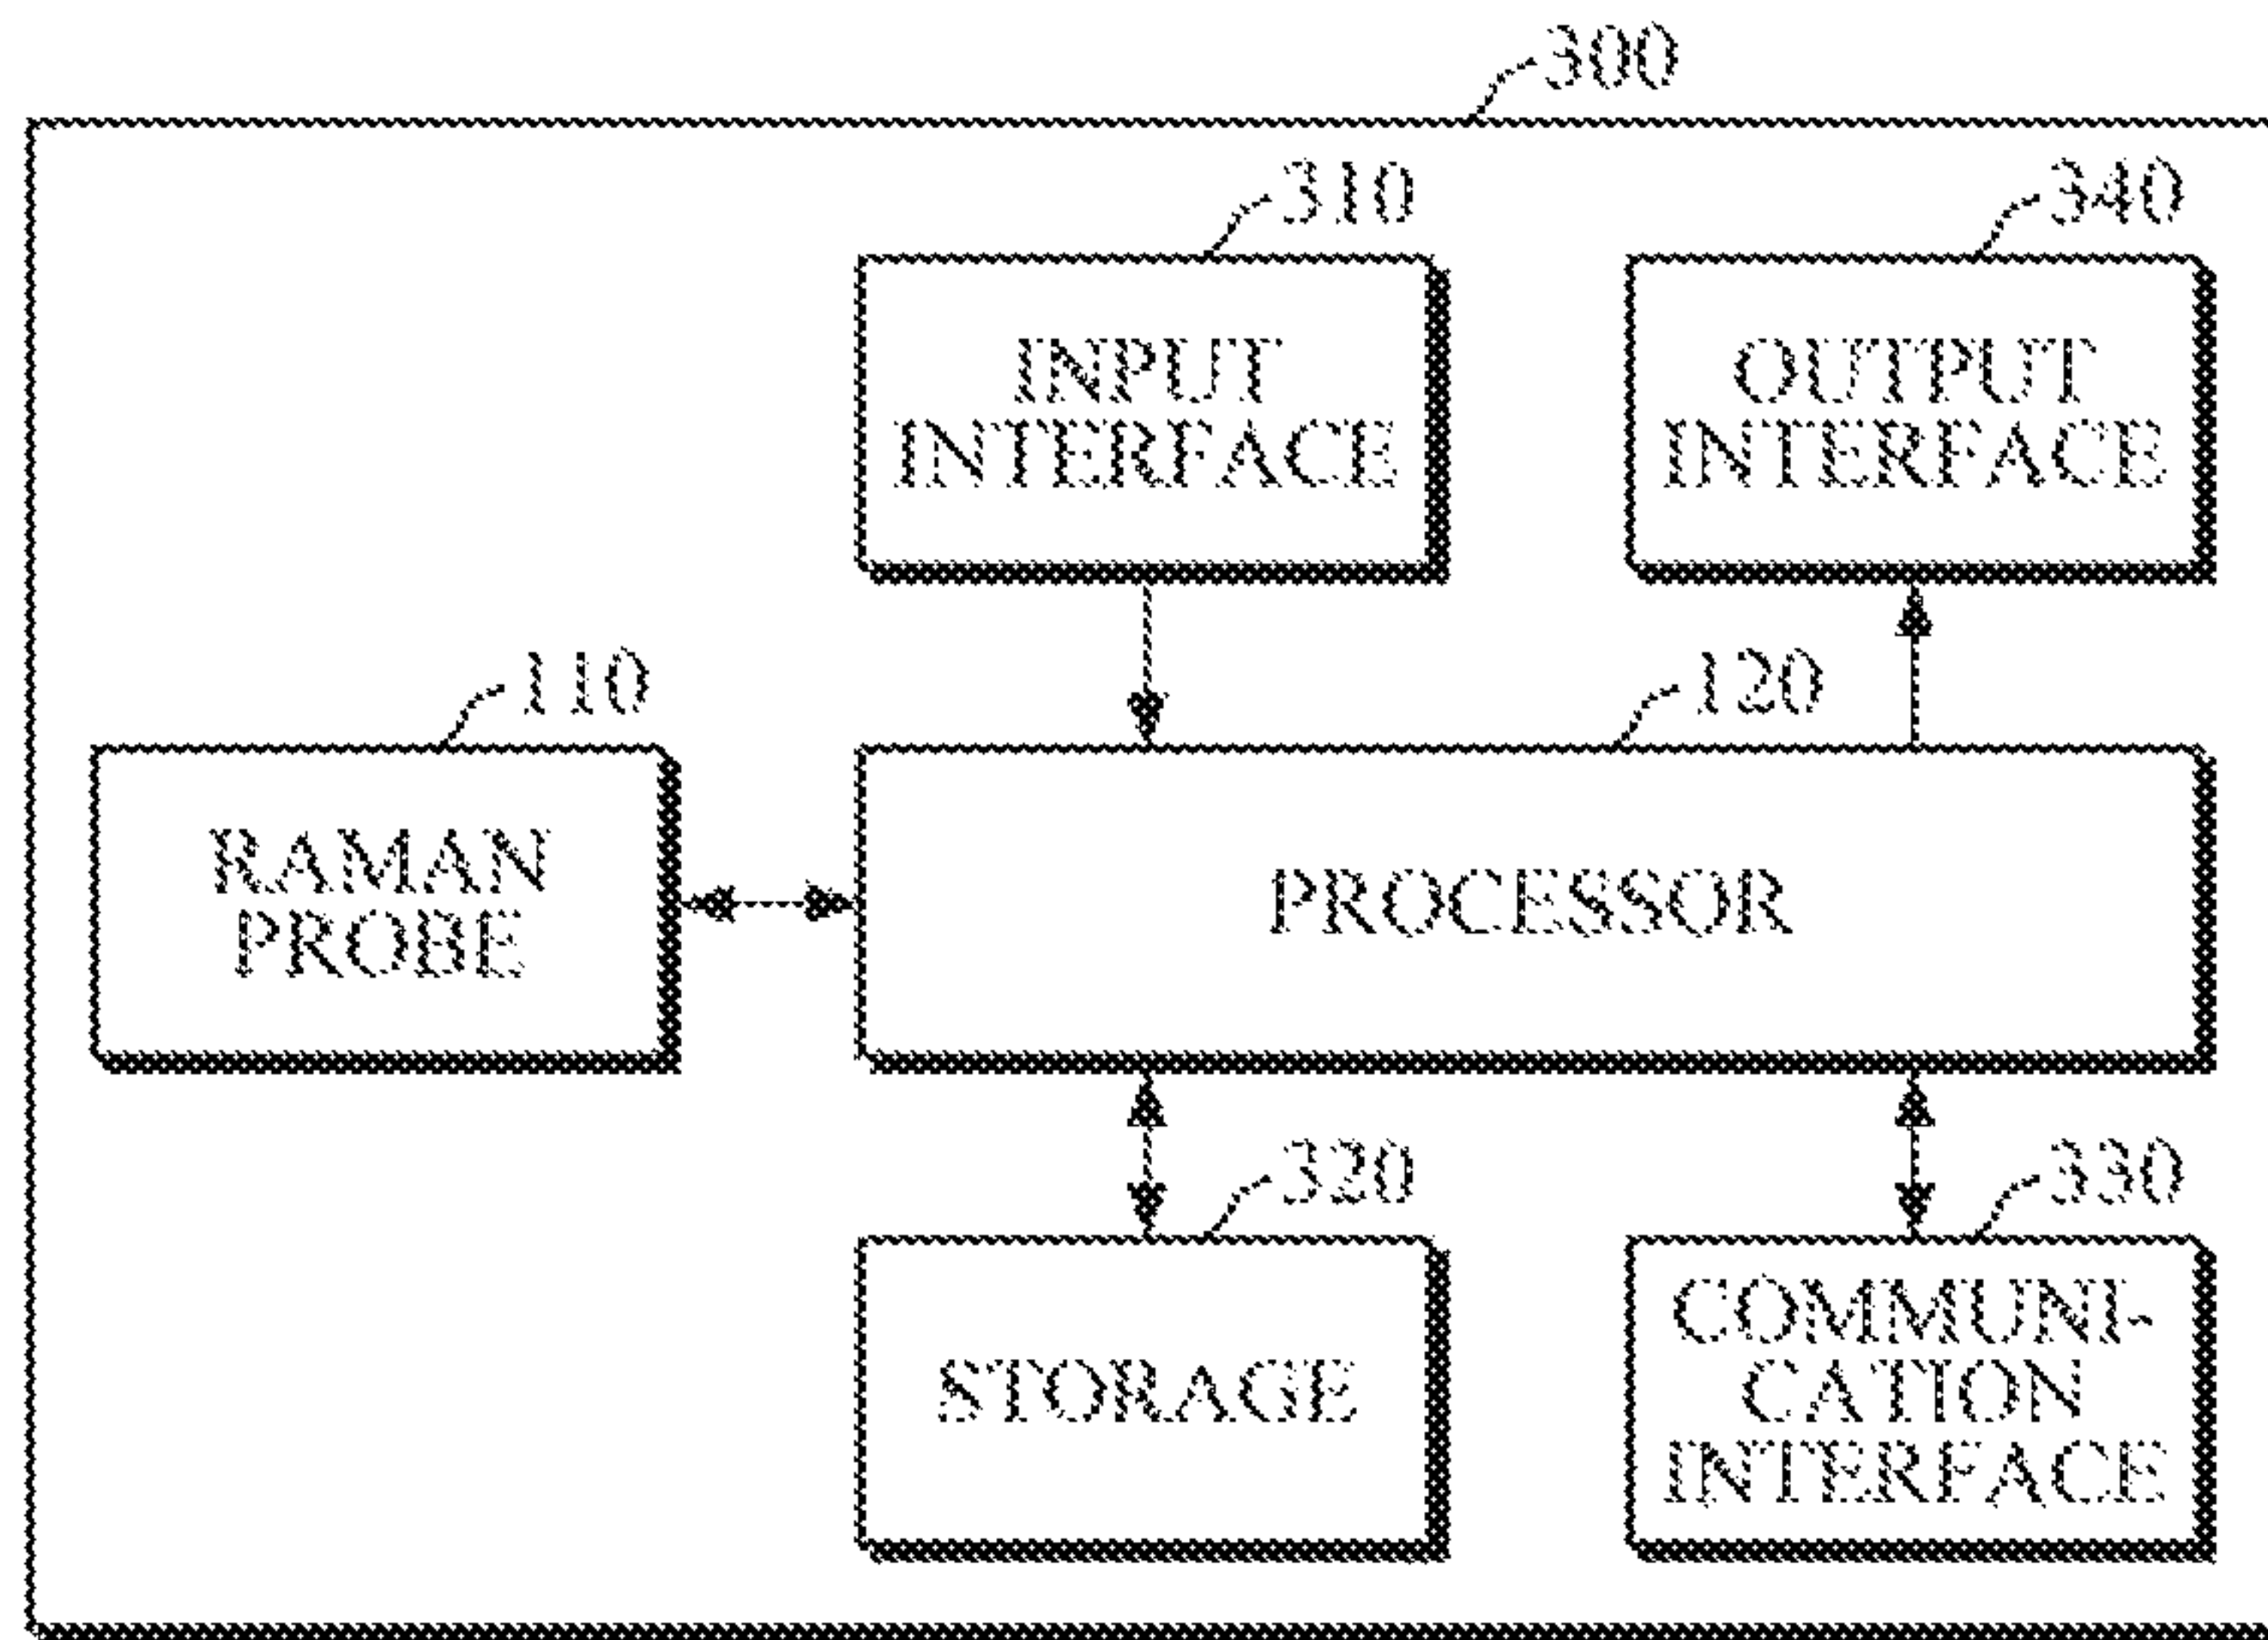 300
310
340
INPUT
INTERFACE
OUTPUT
INTERFACE
110
120
RAMAN
PROBE
PROCESSOR
320
330
STORAGE
COMMUNI-
CATION
INTERFACE